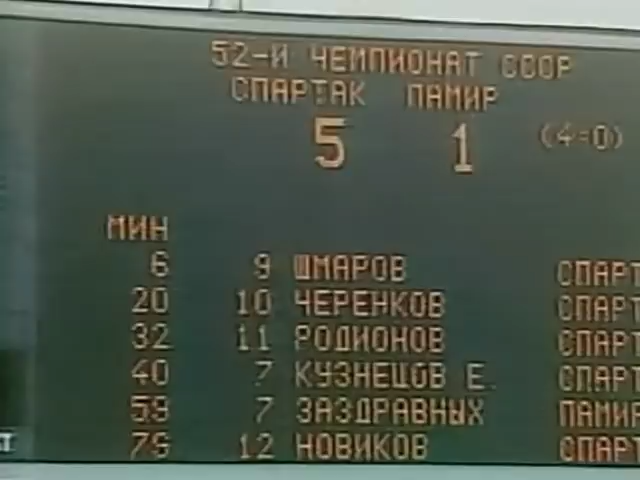 52-й ЧЕМПИОНАТ СССР
СПАРТАК ПАМИР
5 1 (4=0)
МИН
6 9 ШМАРОВ СПАРТ
20 10 ЧЕРЕНКОВ СПАРТ
32 11 РОДИОНОВ СПАРТ
40 7 КУЗНЕЦОВ Е. СПАРТ
59 7 ЗАЗДРАВНЫХ ПАМИР
79 12 НОВИКОВ СПАРТ